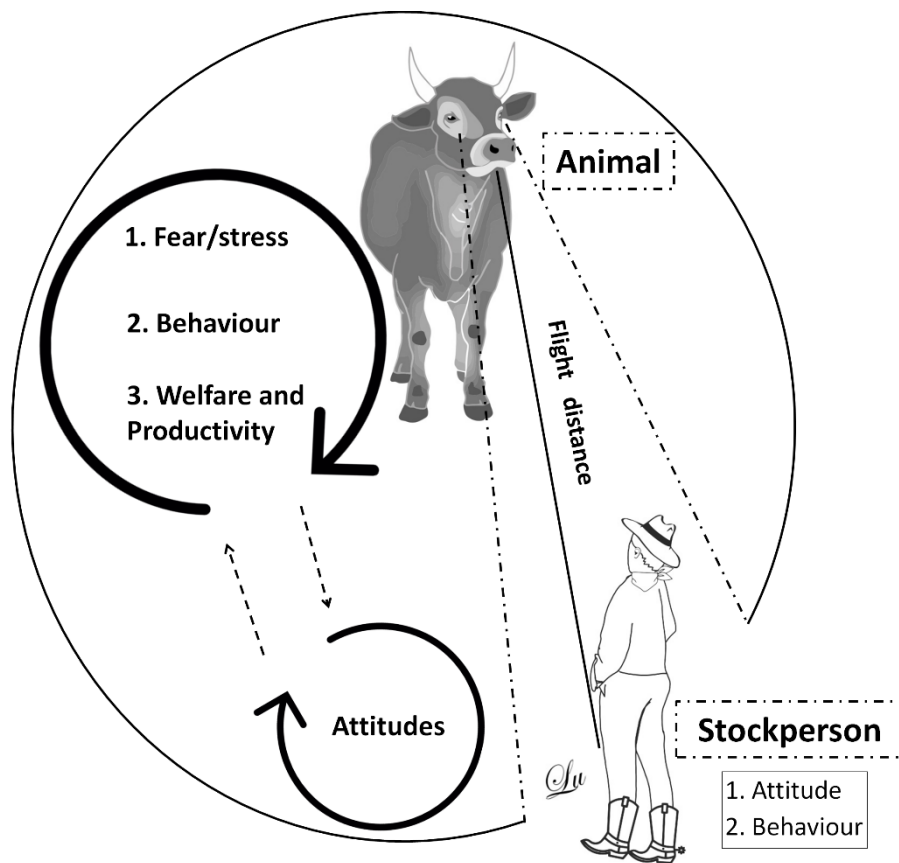 Animal
1. Fear/stress
2. Behaviour
3. Welfare and
Productivity
Flight distance
Attitudes
Stockperson
Lu
1. Attitude
2. Behaviour